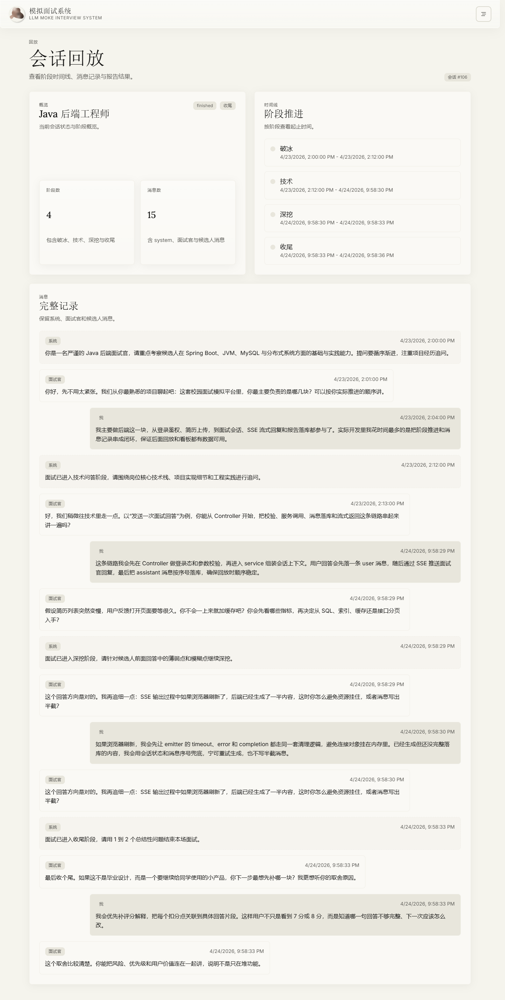 模拟面试系统
LLM MOKE INTERVIEW SYSTEM
回放
会话回放
查看阶段时间线、消息记录与报告结果。
会话 #106
概览
Java 后端工程师
finished
收尾
当前会话状态与阶段概览。
阶段数
4
包含破冰、技术、深挖与收尾
消息数
15
含 system、面试官与候选人消息
时间线
阶段推进
按阶段查看起止时间。
破冰
4/23/2026, 2:00:00 PM - 4/23/2026, 2:12:00 PM
技术
4/23/2026, 2:12:00 PM - 4/24/2026, 9:58:30 PM
深挖
4/24/2026, 9:58:30 PM - 4/24/2026, 9:58:33 PM
收尾
4/24/2026, 9:58:33 PM - 4/24/2026, 9:58:36 PM
消息
完整记录
保留系统、面试官和候选人消息。
系统 4/23/2026, 2:00:00 PM
你是一名严谨的 Java 后端面试官，请重点考察候选人在 Spring Boot、JVM、MySQL 与分布式系统方面的基础与实践能力。提问要循序渐进，注重项目经历追问。
面试官 4/23/2026, 2:01:00 PM
你好，先不用太紧张。我们从你最熟悉的项目聊起吧：这套校园面试模拟平台里，你最主要负责的是哪几块？可以按你实际推进的顺序讲。
我 4/23/2026, 2:04:00 PM
我主要做后端这一块，从登录鉴权、简历上传，到面试会话、SSE 流式回复和报告落库都参与了。实际开发里我花时间最多的是把阶段推进和消
息记录串成闭环，保证后面回放和看板都有数据可用。
系统 4/23/2026, 2:12:00 PM
面试已进入技术问答阶段，请围绕岗位核心技术栈、项目实现细节和工程实践进行追问。
面试官 4/23/2026, 2:13:00 PM
好，我们稍微往技术里走一点。以“发送一次面试回答”为例，你能从 Controller 开始，把校验、服务调用、消息落库和流式返回这条链路串起来
讲一遍吗？
我 4/24/2026, 9:58:29 PM
这条链路我会先在 Controller 做登录态和参数校验，再进入 service 组装会话上下文。用户回答会先落一条 user 消息，随后通过 SSE 推送面试
官回复，最后把 assistant 消息按序号落库，确保回放时顺序稳定。
面试官 4/24/2026, 9:58:29 PM
假设简历列表突然变慢，用户反馈打开页面要等很久。你不会一上来就加缓存吧？你会先看哪些指标，再决定从 SQL、索引、缓存还是接口分页
入手？
系统 4/24/2026, 9:58:29 PM
面试已进入深挖阶段，请针对候选人前面回答中的薄弱点和模糊点继续深挖。
面试官 4/24/2026, 9:58:29 PM
这个回答方向是对的。我再追细一点：SSE 输出过程中如果浏览器刷新了，后端已经生成了一半内容，这时你怎么避免资源挂住，或者消息写出
半截？
我 4/24/2026, 9:58:30 PM
如果浏览器刷新，我会先让 emitter 的 timeout、error 和 completion 都走同一套清理逻辑，避免连接对象挂在内存里。已经生成但还没完整落
库的内容，我会用会话状态和消息序号兜底，宁可重试生成，也不写半截消息。
面试官 4/24/2026, 9:58:30 PM
这个回答方向是对的。我再追细一点：SSE 输出过程中如果浏览器刷新了，后端已经生成了一半内容，这时你怎么避免资源挂住，或者消息写出
半截？
系统 4/24/2026, 9:58:33 PM
面试已进入收尾阶段，请用 1 到 2 个总结性问题结束本场面试。
面试官 4/24/2026, 9:58:33 PM
最后收个尾。如果这不是毕业设计，而是一个要继续给同学使用的小产品，你下一步最想先补哪一块？我更想听你的取舍原因。
我 4/24/2026, 9:58:33 PM
我会优先补评分解释，把每个扣分点关联到具体回答片段。这样用户不只是看到 7 分或 8 分，而是知道哪一句回答不够完整、下一次应该怎么
改。
面试官 4/24/2026, 9:58:33 PM
这个取舍比较清楚。你能把风险、优先级和用户价值连在一起讲，说明不是只在堆功能。